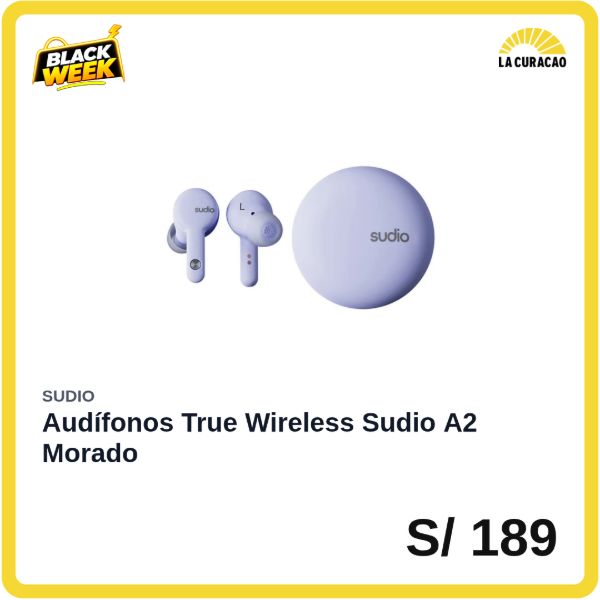 BLACK
WEEK
LA CURACAO
sudio
L
sudio
SUDIO
Audífonos True Wireless Sudio A2
Morado
S/ 189